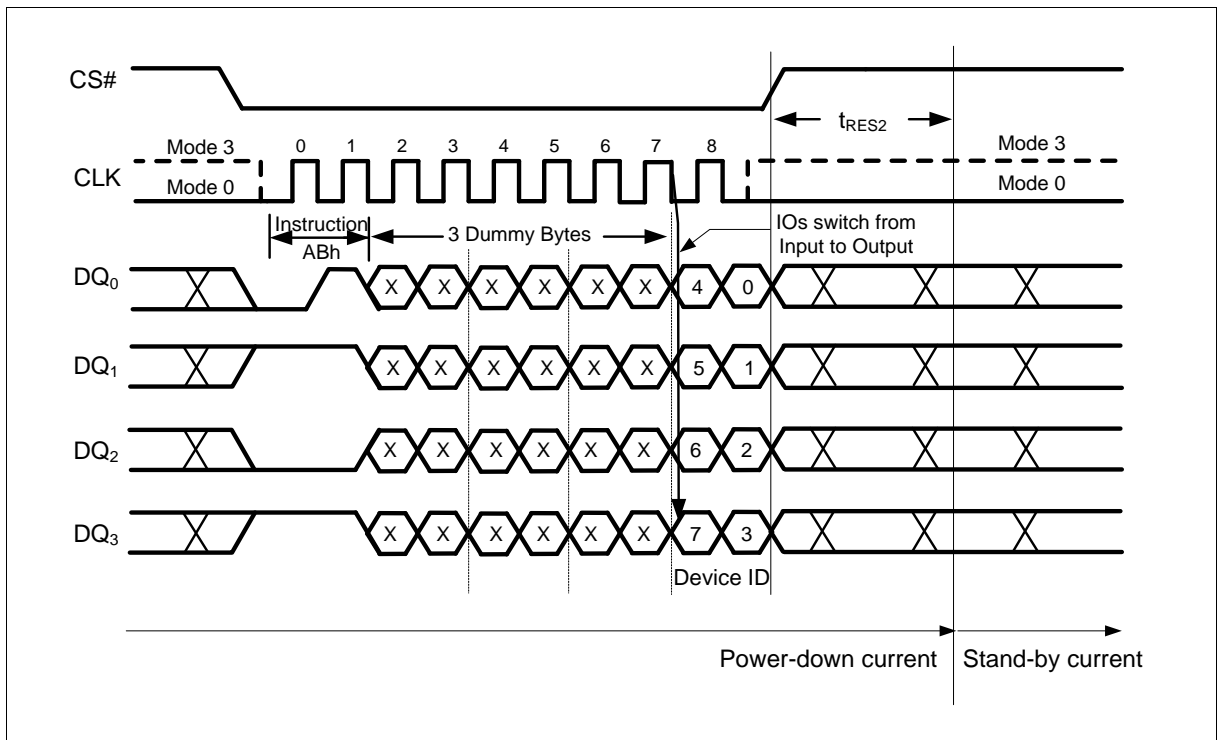 CS#
tRES2
Mode 3 0 1 2 3 4 5 6 7 8 Mode 3
CLK
Mode 0 Mode 0
Instruction
ABh
3 Dummy Bytes
IOs switch from
Input to Output
DQ0 X X X X X X 4 0
DQ1 X X X X X X 5 1
DQ2 X X X X X X 6 2
DQ3 X X X X X X 7 3
Device ID
Power-down current Stand-by current